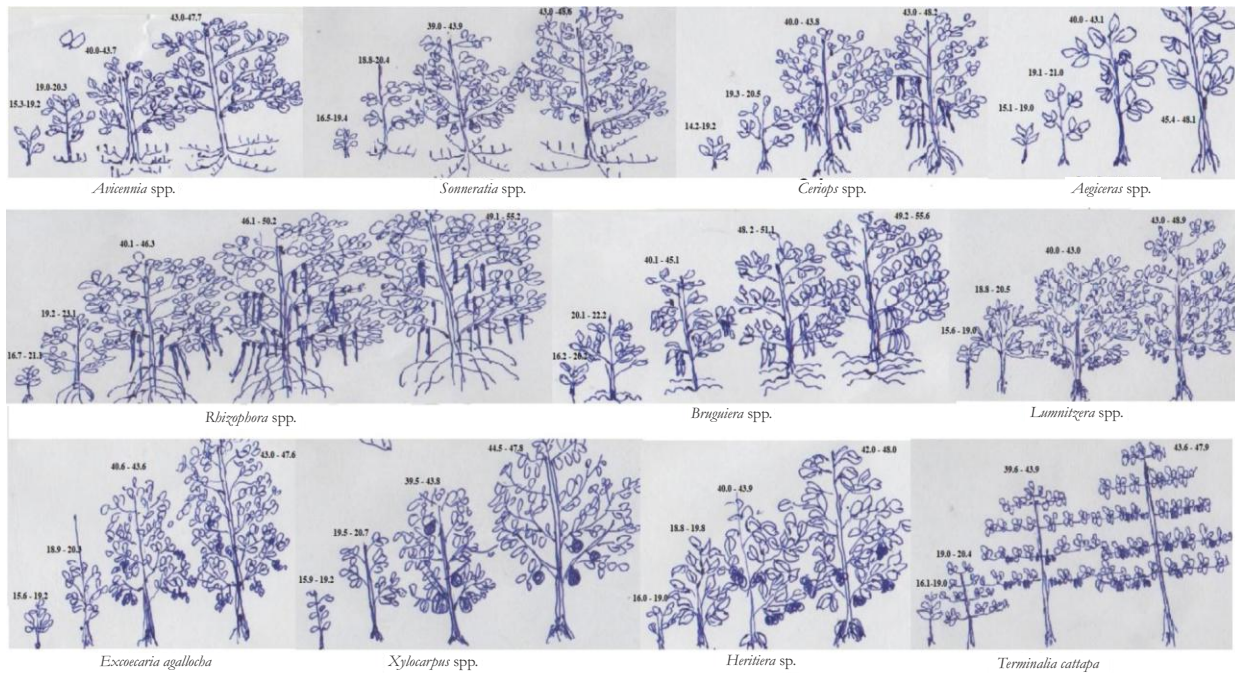 15.3-19.2
19.0-20.3
40.0-43.7
43.0-47.7
Avicennia spp.
16.5-19.4
18.8-20.4
39.0-43.9
43.0-48.6
Sonneratia spp.
14.2-19.2
19.3-20.5
40.0-43.8
43.0-48.2
Ceriops spp.
15.1-19.0
19.1-21.0
40.0-43.1
45.4-48.1
Aegiceras spp.
16.7 - 21.1
19.2 - 23.1
40.1 - 46.3
46.1 - 50.2
49.1 - 55.2
Rhizophora spp.
16.2 - 20.2
20.1 - 22.2
40.1 - 45.1
48. 2 - 51.1
49.2 - 55.6
Bruguiera spp.
15.6 - 19.0
18.8 - 20.5
40.0 - 43.0
43.0 - 48.9
Lumnitzera spp.
15.6 - 19.2
18.9 - 20.3
40.6 - 43.6
43.0 - 47.6
Excoecaria agallocha
15.9 - 19.2
19.5 - 20.7
39.5 - 43.8
44.5 - 47.8
Xylocarpus spp.
16.0 - 19.0
18.8 - 19.8
40.0 - 43.9
42.0 - 48.0
Heritiera sp.
16.1-19.0
19.0 - 20.4
39.6 - 43.9
43.6 - 47.9
Terminalia cattapa